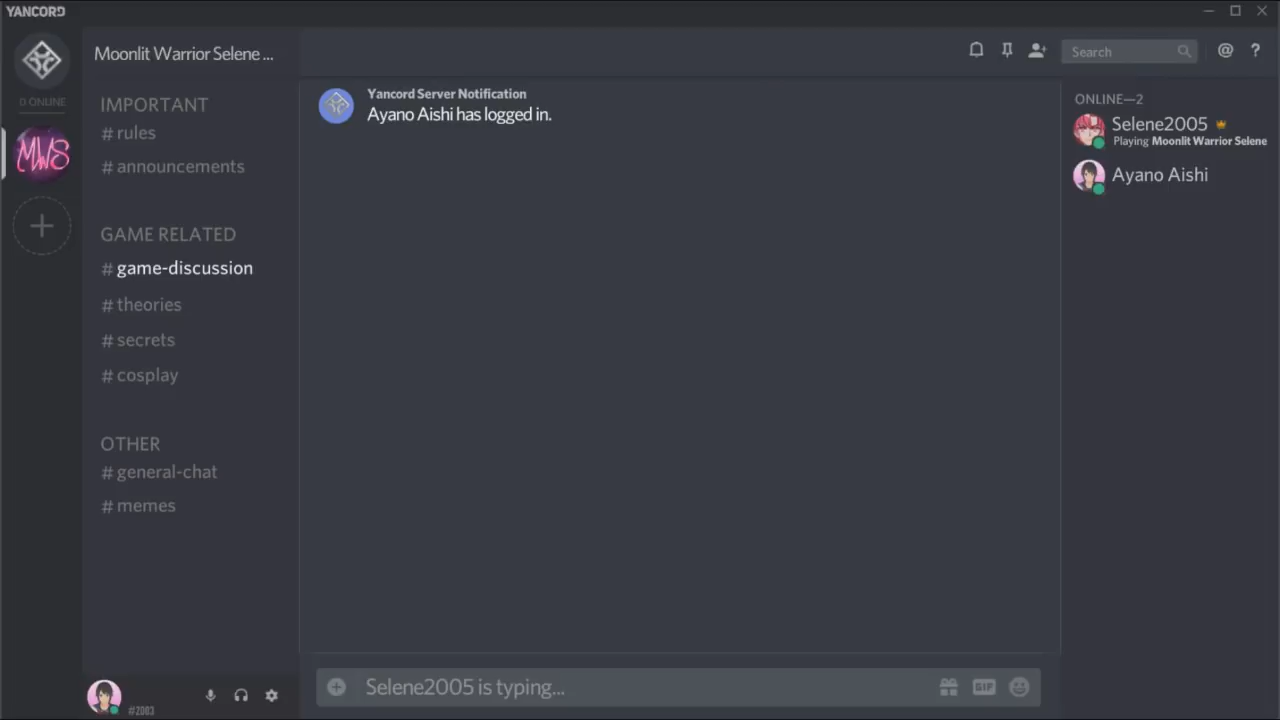 YANCORD
0 ONLINE
MWS
Moonlit Warrior Selene ...
IMPORTANT
# rules
# announcements
GAME RELATED
# game-discussion
# theories
# secrets
# cosplay
OTHER
# general-chat
# memes
#2003
Search
@ ?
Yancord Server Notification
Ayano Aishi has logged in.
Selene2005 is typing...
GIF
ONLINE—2
Selene2005
Playing Moonlit Warrior Selene
Ayano Aishi